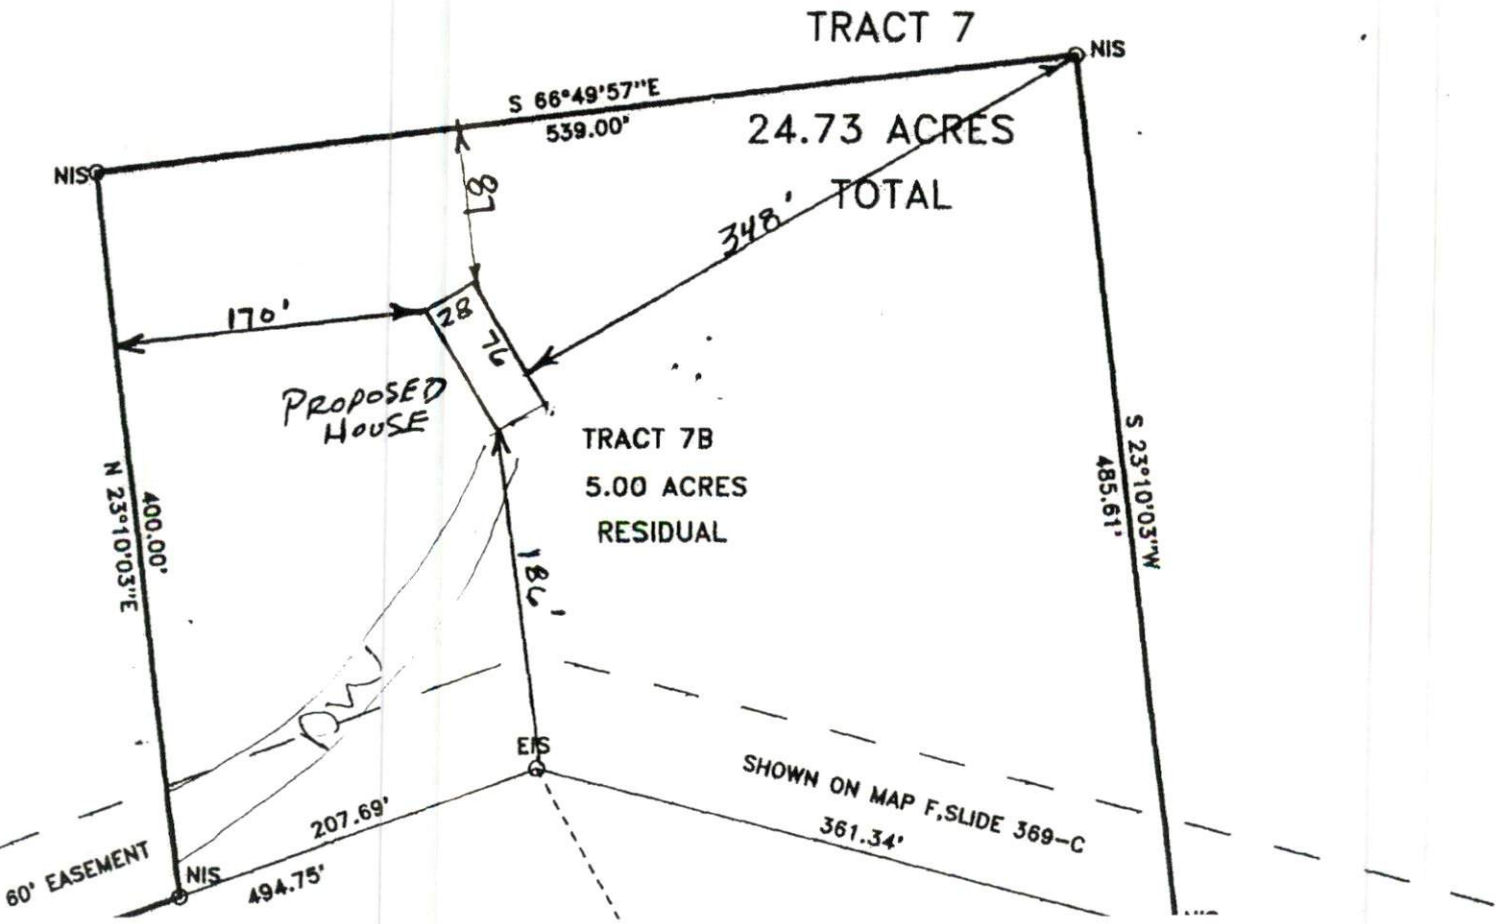 TRACT 7
NIS
S 66°49'57"E
539.00'
24.73 ACRES
TOTAL
NIS
87
348'
170'
28
76
PROPOSED
HOUSE
TRACT 7B
5.00 ACRES
RESIDUAL
N 23°10'03"E
400.00'
S 23°10'03"W
485.61'
186'
DW
EIS
SHOWN ON MAP F,SLIDE 369-C
361.34'
207.69'
494.75'
60' EASEMENT
NIS